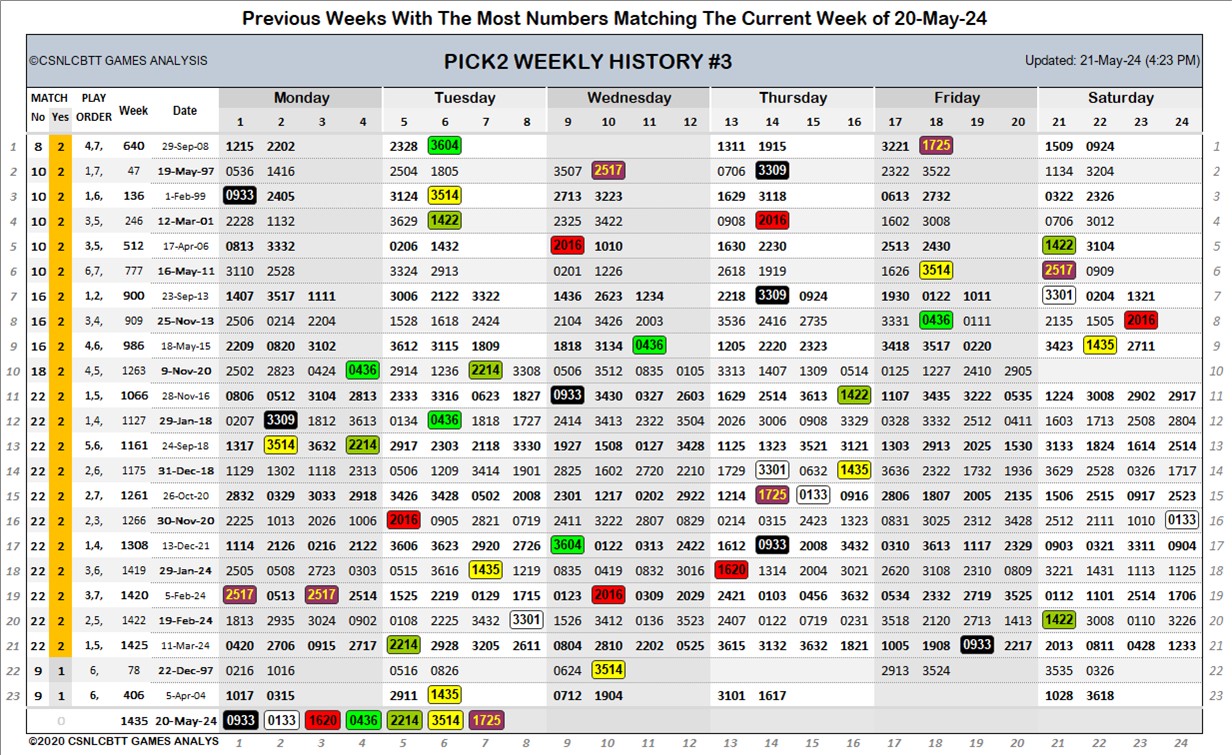 Previous Weeks With The Most Numbers Matching The Current Week of 20-May-24
©CSNLCBTT GAMES ANALYSIS PICK2 WEEKLY HISTORY #3 Updated: 21-May-24 (4:23 PM)
MATCH PLAY Week Date Monday Tuesday Wednesday Thursday Friday Saturday
No Yes ORDER 1 2 3 4 5 6 7 8 9 10 11 12 13 14 15 16 17 18 19 20 21 22 23 24
1 8 2 4,7, 640 29-Sep-08 1215 2202 2328 3604 1311 1915 3221 1725 1509 0924 1
2 10 2 1,7, 47 19-May-97 0536 1416 2504 1805 3507 2517 0706 3309 2322 3522 1134 3204 2
3 10 2 1,6, 136 1-Feb-99 0933 2405 3124 3514 2713 3223 1629 3118 0613 2732 0322 2326 3
4 10 2 3,5, 246 12-Mar-01 2228 1132 3629 1422 2325 3422 0908 2016 1602 3008 0706 3012 4
5 10 2 3,5, 512 17-Apr-06 0813 3332 0206 1432 2016 1010 1630 2230 2513 2430 1422 3104 5
6 10 2 6,7, 777 16-May-11 3110 2528 3324 2913 0201 1226 2618 1919 1626 3514 2517 0909 6
7 16 2 1,2, 900 23-Sep-13 1407 3517 1111 3006 2122 3322 1436 2623 1234 2218 3309 0924 1930 0122 1011 3301 0204 1321 7
8 16 2 3,4, 909 25-Nov-13 2506 0214 2204 1528 1618 2424 2104 3426 2003 3536 2416 2735 3331 0436 0111 2135 1505 2016 8
9 16 2 4,6, 986 18-May-15 2209 0820 3102 3612 3115 1809 1818 3134 0436 1205 2220 2323 3418 3517 0220 3423 1435 2711 9
10 18 2 4,5, 1263 9-Nov-20 2502 2823 0424 0436 2914 1236 2214 3308 0506 3512 0835 0105 3313 1407 1309 0514 0125 1227 2410 2905 10
11 22 2 1,5, 1066 28-Nov-16 0806 0512 3104 2813 2333 3316 0623 1827 0933 3430 0327 2603 1629 2514 3613 1422 1107 3435 3222 0535 1224 3008 2902 2917 11
12 22 2 1,4, 1127 29-Jan-18 0207 3309 3212 3613 0134 0436 1818 1727 2414 3413 2322 3504 2026 3006 0908 3329 0328 3332 2512 0411 1603 1713 2508 2804 12
13 22 2 5,6, 1161 24-Sep-18 1317 3514 3632 2214 2917 2303 2118 3330 1927 1508 0127 3428 1125 1323 3521 3121 1303 2913 2025 1530 3133 1824 1614 2514 13
14 22 2 2,6, 1175 31-Dec-18 1129 1302 1118 2313 0506 1209 3414 1901 2825 1602 2720 2210 1729 3301 0632 1435 3636 2322 1732 1936 3629 2528 0326 1717 14
15 22 2 2,7, 1261 26-Oct-20 2832 0329 3033 2918 3426 3428 0502 2008 2301 1217 0202 2922 1214 1725 0133 0916 2806 1807 2005 2135 1506 2515 0917 2523 15
16 22 2 2,3, 1266 30-Nov-20 2225 1013 2026 1006 2016 0905 2821 0719 2411 3222 2807 0829 0214 0315 2423 1323 0831 3025 2312 3428 2512 2111 1010 0133 16
17 22 2 1,4, 1308 13-Dec-21 1114 2126 0216 2122 3606 3623 2920 2726 3604 0122 0313 2422 1612 0933 2008 3432 0310 3613 1117 2329 0903 0321 3311 0904 17
18 22 2 3,6, 1419 29-Jan-24 2505 0508 2723 0303 0515 3616 1435 1219 0835 0419 0832 3016 1620 1314 2004 3021 2620 3108 2310 0809 3221 1431 1113 1125 18
19 22 2 3,7, 1420 5-Feb-24 2517 0513 2517 2514 1525 2219 0129 1715 0123 2016 0309 2029 2421 0103 0456 3632 0534 2332 2719 3525 0112 1101 2514 1706 19
20 22 2 2,5, 1422 19-Feb-24 1813 2935 3024 0902 0108 2225 3432 3301 1526 3412 0136 3523 2407 0122 0719 0231 3518 2120 2713 1413 1422 3008 0110 3226 20
21 22 2 1,5, 1425 11-Mar-24 0420 2706 0915 2717 2214 2928 3205 2611 0804 2810 2202 0525 3615 3132 3632 1821 1005 1908 0933 2217 2013 0811 0428 1233 21
22 9 1 6, 78 22-Dec-97 0216 1016 0516 0826 0624 3514 2913 3524 3535 0326 22
23 9 1 6, 406 5-Apr-04 1017 0315 2911 1435 0712 1904 3101 1617 1028 3618 23
0 1435 20-May-24 0933 0133 1620 0436 2214 3514 1725
©2020 CSNLCBTT GAMES ANALYS 1 2 3 4 5 6 7 8 9 10 11 12 13 14 15 16 17 18 19 20 21 22 23 24